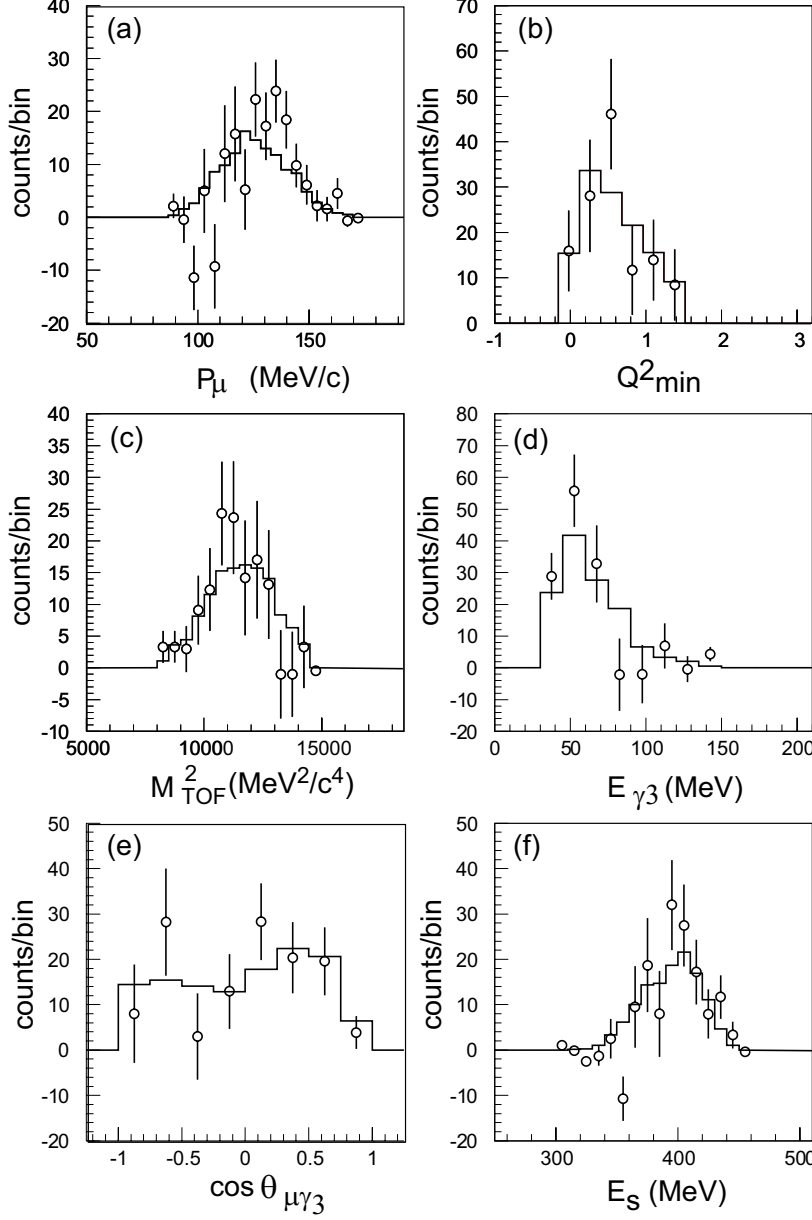 (a)
counts/bin
40
30
20
10
0
-10
-20
50 100 150
Pμ (MeV/c)
(b)
counts/bin
70
60
50
40
30
20
10
0
-1 0 1 2 3
Q²min
(c)
counts/bin
40
35
30
25
20
15
10
5
0
-5
-10
5000 10000 15000
M²TOF(MeV²/c⁴)
(d)
counts/bin
80
70
60
50
40
30
20
10
0
-10
-20
0 50 100 150 200
Eγ3 (MeV)
(e)
counts/bin
50
40
30
20
10
0
-10
-20
-1 -0.5 0 0.5 1
cos θμγ3
(f)
counts/bin
50
40
30
20
10
0
-10
-20
300 400 500
Es (MeV)